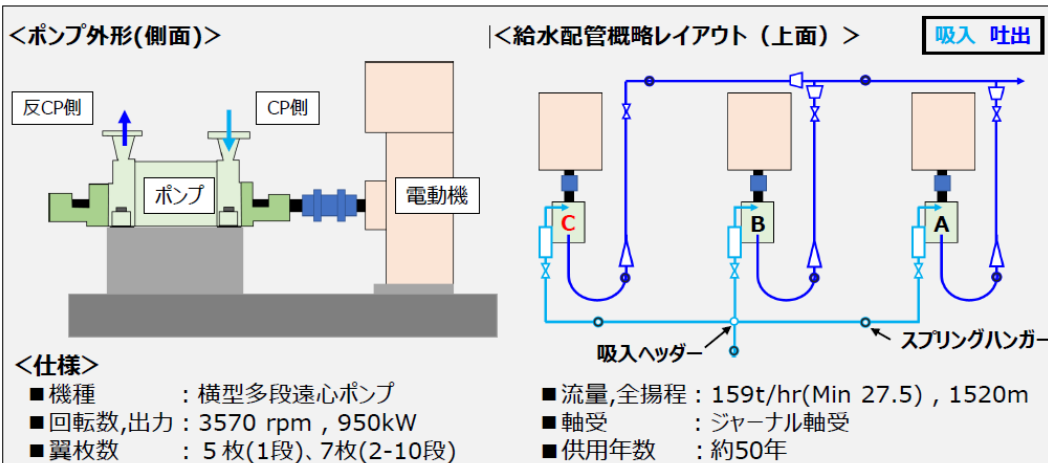 <ポンプ外形(側面)>
反CP側
CP側
ポンプ
電動機
|<給水配管概略レイアウト（上面）>
吸入 吐出
C
B
A
吸入ヘッダー
スプリングハンガー
<仕様>
■機種 ：横型多段遠心ポンプ
■回転数,出力：3570 rpm , 950kW
■翼枚数 ：５枚(1段)、7枚(2-10段)
■流量,全揚程：159t/hr(Min 27.5) , 1520m
■軸受 ：ジャーナル軸受
■供用年数 ：約50年